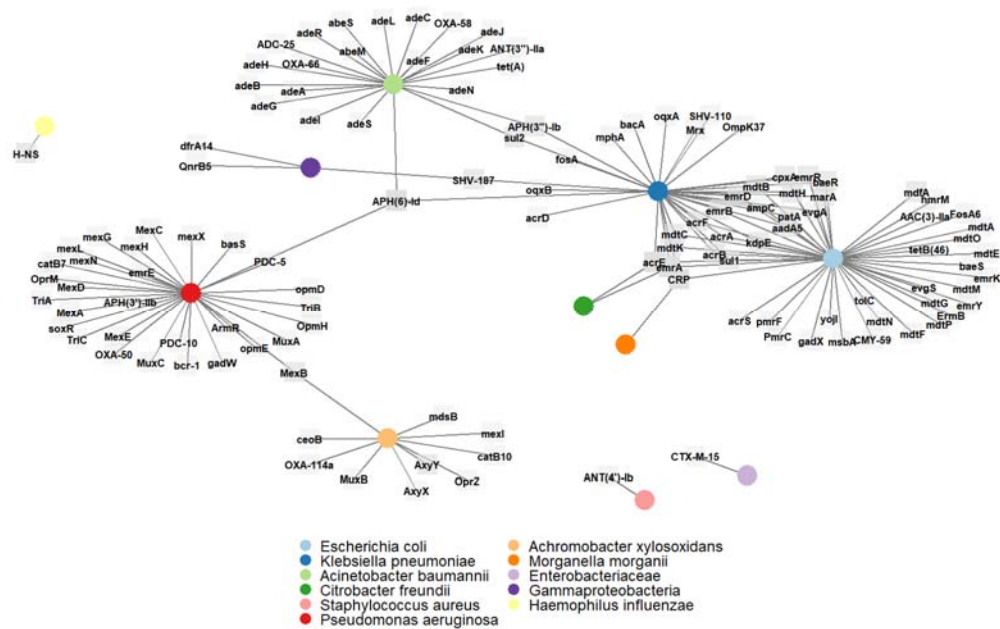 adeL
adeC
abeS
OXA-58
adeR
adeJ
ADC-25
abeM
adeK
ANT(3'')-IIa
adeH
OXA-66
adeF
tet(A)
adeB
adeA
adeN
adeG
adeI
adeS
H-NS
dfrA14
QnrB5
SHV-187
APH(6)-Id
APH(3'')-Ib
sul2
fosA
oqxB
acrD
mphA
bacA
oqxA
SHV-110
Mrx
OmpK37
cpxA
emrR
mdtB
baeR
emrD
mdtH
marA
ampC
emrB
patA
evgA
acrF
aadA5
mdtC
acrA
kdpE
mdtK
acrB
acrE
sul1
emrA
CRP
mdfA
hmrM
AAC(3)-IIa
FosA6
mdtA
mdtO
tetB(46)
mdtE
baeS
emrK
evgS
mdtM
tolC
mdtG
emrY
ErmB
acrS
pmrF
yojI
mdtN
mdtP
PmrC
mdtF
gadX
msbA
CMY-59
MexC
mexX
mexG
basS
mexL
mexH
mexN
PDC-5
catB7
emrE
OprM
MexD
opmD
TriA
APH(3')-IIb
TriB
MexA
OpmH
soxR
ArmR
TriC
MexE
MuxA
PDC-10
opmE
OXA-50
MuxC
bcr-1
gadW
MexB
mdsB
ceoB
mexI
OXA-114a
catB10
AxyY
MuxB
OprZ
AxyX
CTX-M-15
ANT(4')-Ib
Escherichia coli
Klebsiella pneumoniae
Acinetobacter baumannii
Citrobacter freundii
Staphylococcus aureus
Pseudomonas aeruginosa
Achromobacter xylosoxidans
Morganella morganii
Enterobacteriaceae
Gammaproteobacteria
Haemophilus influenzae